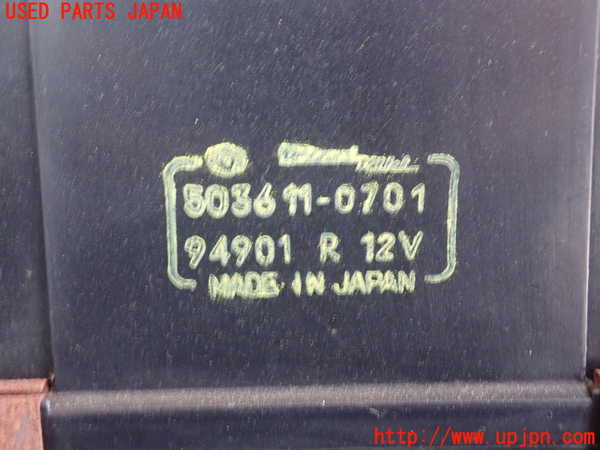 USED PARTS JAPAN
503611-0701
94901 R 12V
MADE IN JAPAN
http://www.upjpn.com